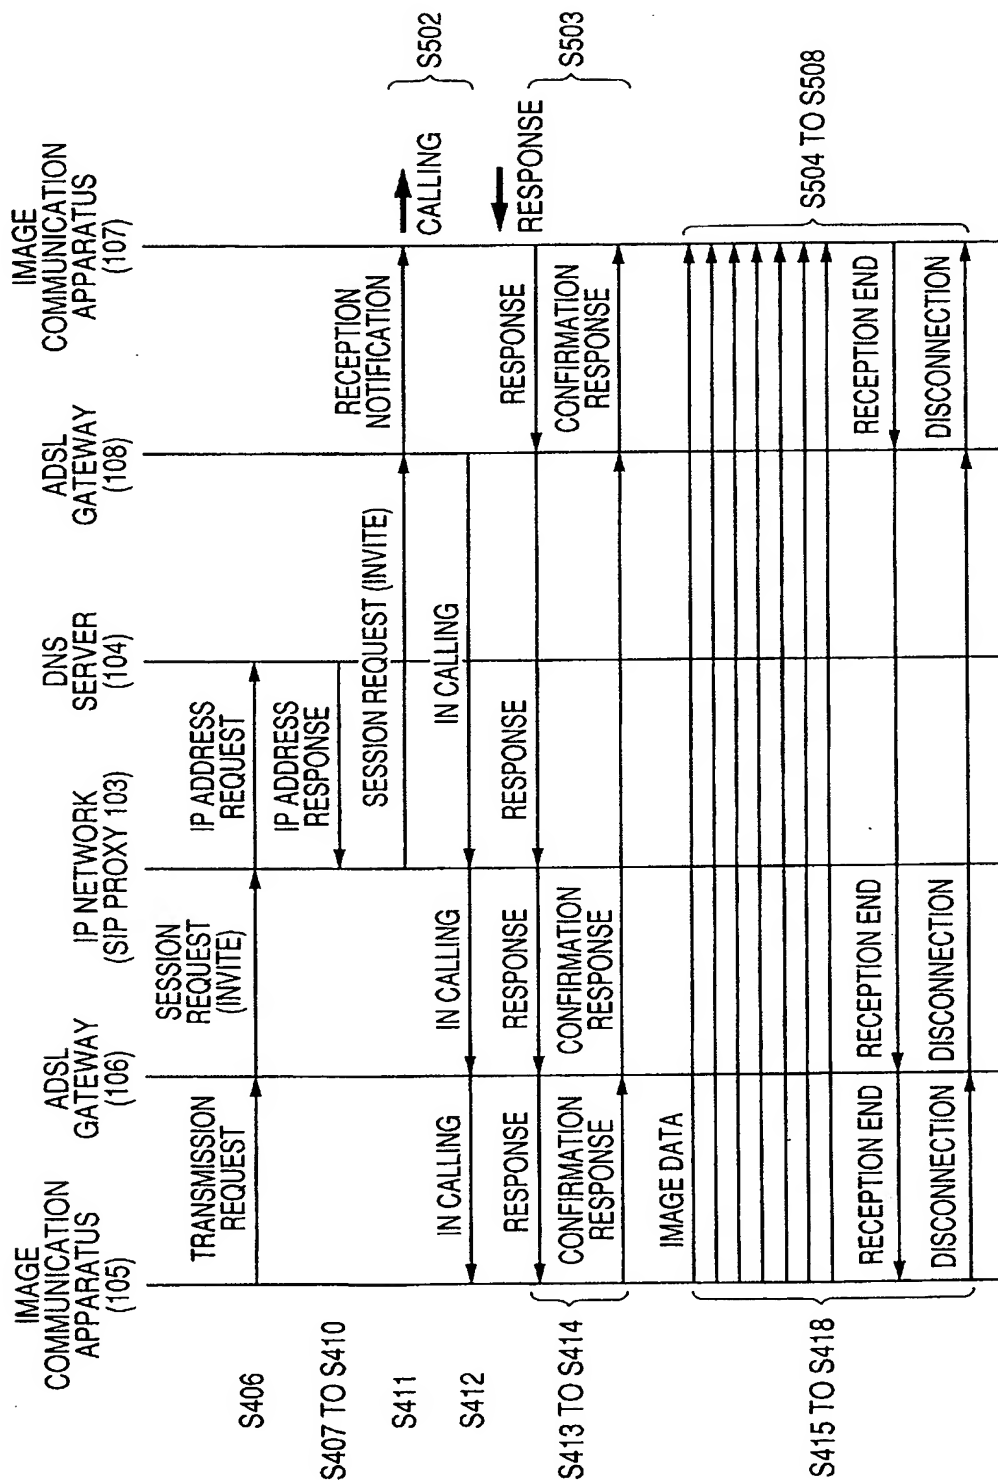 IMAGE
COMMUNICATION
APPARATUS
(105)
ADSL
GATEWAY
(106)
IP NETWORK
(SIP PROXY 103)
DNS
SERVER
(104)
ADSL
GATEWAY
(108)
IMAGE
COMMUNICATION
APPARATUS
(107)
S406
TRANSMISSION
REQUEST
SESSION
REQUEST
(INVITE)
IP ADDRESS
REQUEST
S407 TO S410
IP ADDRESS
RESPONSE
S411
SESSION REQUEST (INVITE)
RECEPTION
NOTIFICATION
CALLING
S502
S412
IN CALLING
IN CALLING
IN CALLING
S413 TO S414
RESPONSE
RESPONSE
RESPONSE
RESPONSE
RESPONSE
S503
CONFIRMATION
RESPONSE
CONFIRMATION
RESPONSE
CONFIRMATION
RESPONSE
S415 TO S418
IMAGE DATA
S504 TO S508
RECEPTION END
RECEPTION END
RECEPTION END
DISCONNECTION
DISCONNECTION
DISCONNECTION